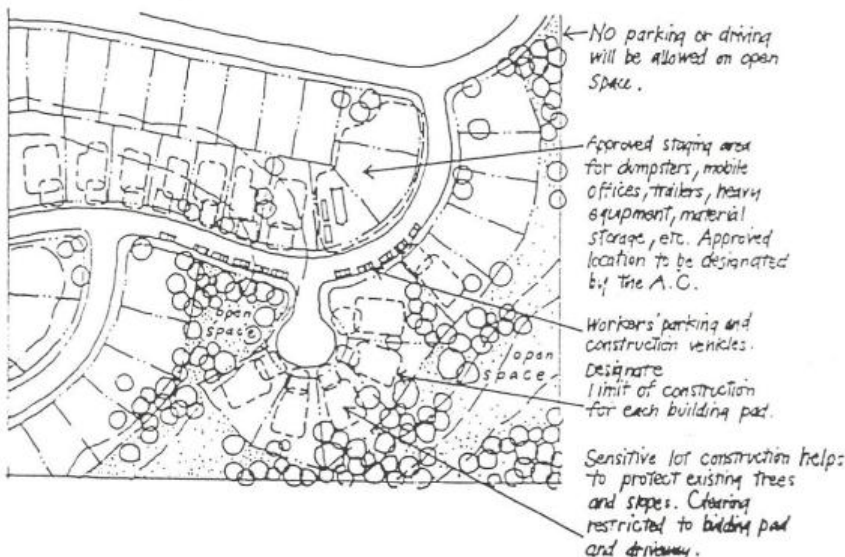 No parking or driving
will be allowed on open
space.
Approved staging area
for dumpsters, mobile
offices, trailers, heavy
equipment, material
storage, etc. Approved
location to be designated
by the A.C.
open
space
Workers' parking and
construction vehicles.
open
space
Designate
limit of construction
for each building pad.
Sensitive lot construction helps
to protect existing trees
and slopes. Clearing
restricted to building pad
and driveway.